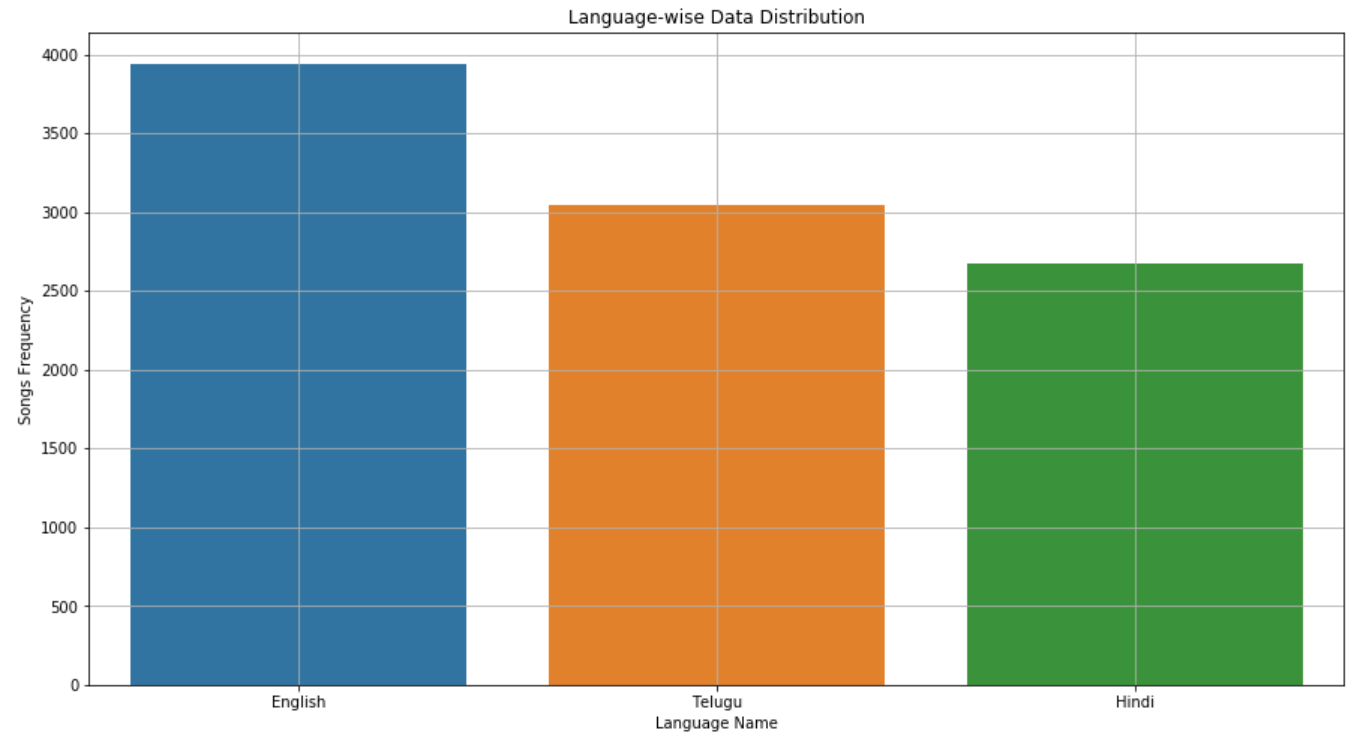 Language-wise Data Distribution
4000
3500
3000
2500
2000
1500
1000
500
0
Songs Frequency
English Telugu Hindi
Language Name